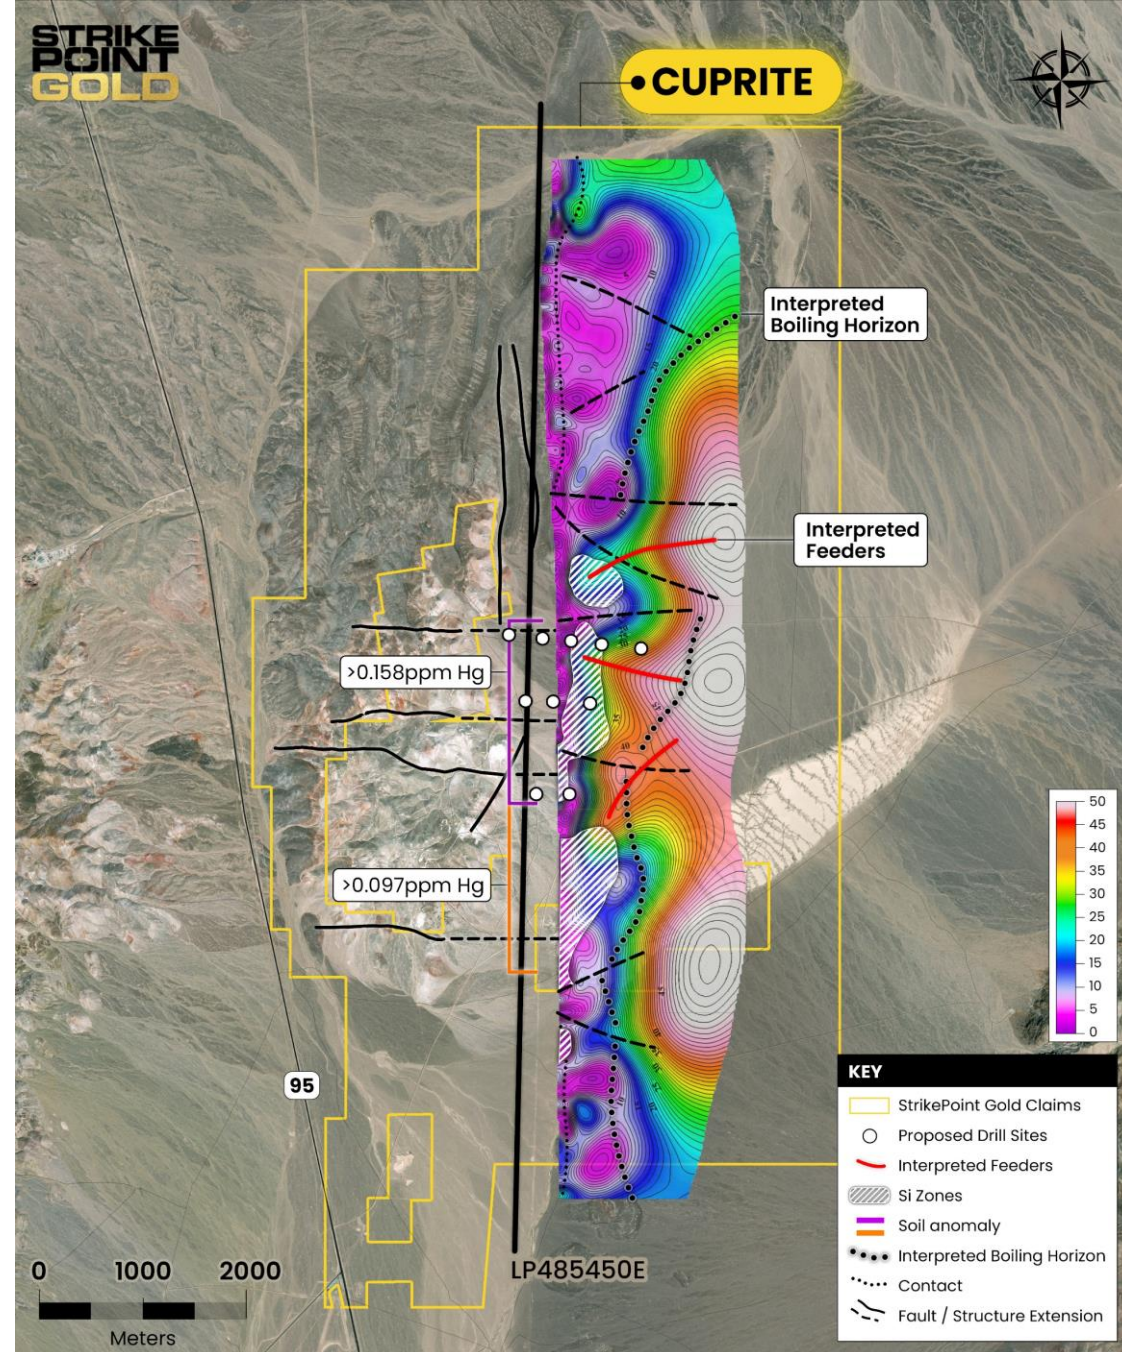 STRIKE
POINT
GOLD
CUPRITE
Interpreted
Boiling Horizon
Interpreted
Feeders
>0.158ppm Hg
>0.097ppm Hg
50
45
40
35
30
25
20
15
10
5
0
95
KEY
StrikePoint Gold Claims
Proposed Drill Sites
Interpreted Feeders
Si Zones
Soil anomaly
Interpreted Boiling Horizon
Contact
Fault / Structure Extension
LP485450E
0 1000 2000
Meters